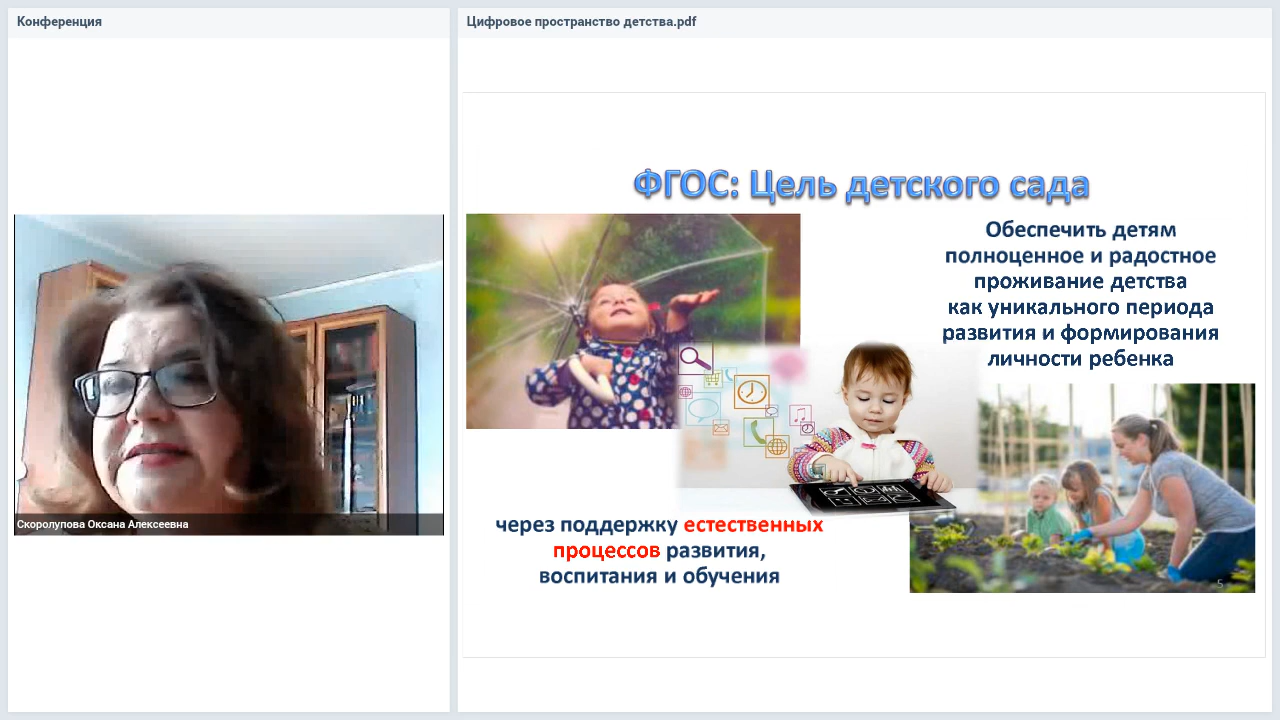 Конференция
Цифровое пространство детства.pdf
ФГОС: Цель детского сада
Обеспечить детям
полноценное и радостное
проживание детства
как уникального периода
развития и формирования
личности ребенка
через поддержку естественных
процессов развития,
воспитания и обучения
5
Скоролупова Оксана Алексеевна